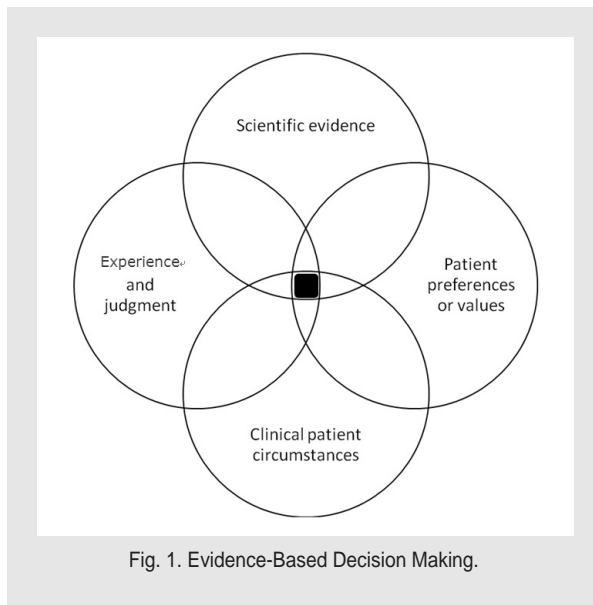 Scientific evidence
Experience
and
judgment
Patient
preferences
or values
Clinical patient
circumstances
Fig. 1. Evidence-Based Decision Making.